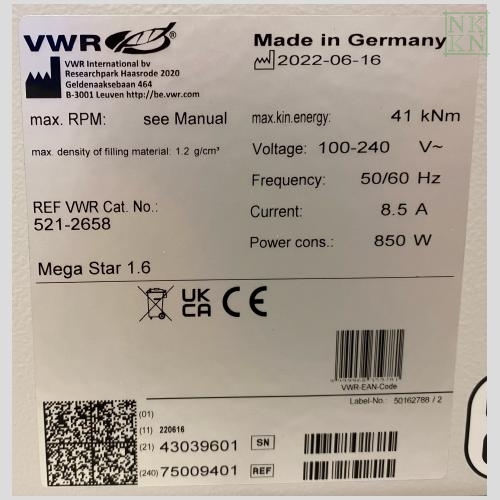 VWR®
VWR International bv
Researchpark Haasrode 2020
Geldenaaksebaan 464
B-3001 Leuven http://be.vwr.com
Made in Germany
2022-06-16
NK
KN
max. RPM: see Manual
max. density of filling material: 1.2 g/cm³
REF VWR Cat. No.:
521-2658
Mega Star 1.6
max.kin.energy: 41 kNm
Voltage: 100-240 V~
Frequency: 50/60 Hz
Current: 8.5 A
Power cons.: 850 W
UK
CA
CE
VWR-EAN-Code
Label-No.: 50162788 / 2
(01)
(11) 220616
(21) 43039601 SN
(240) 75009401 REF